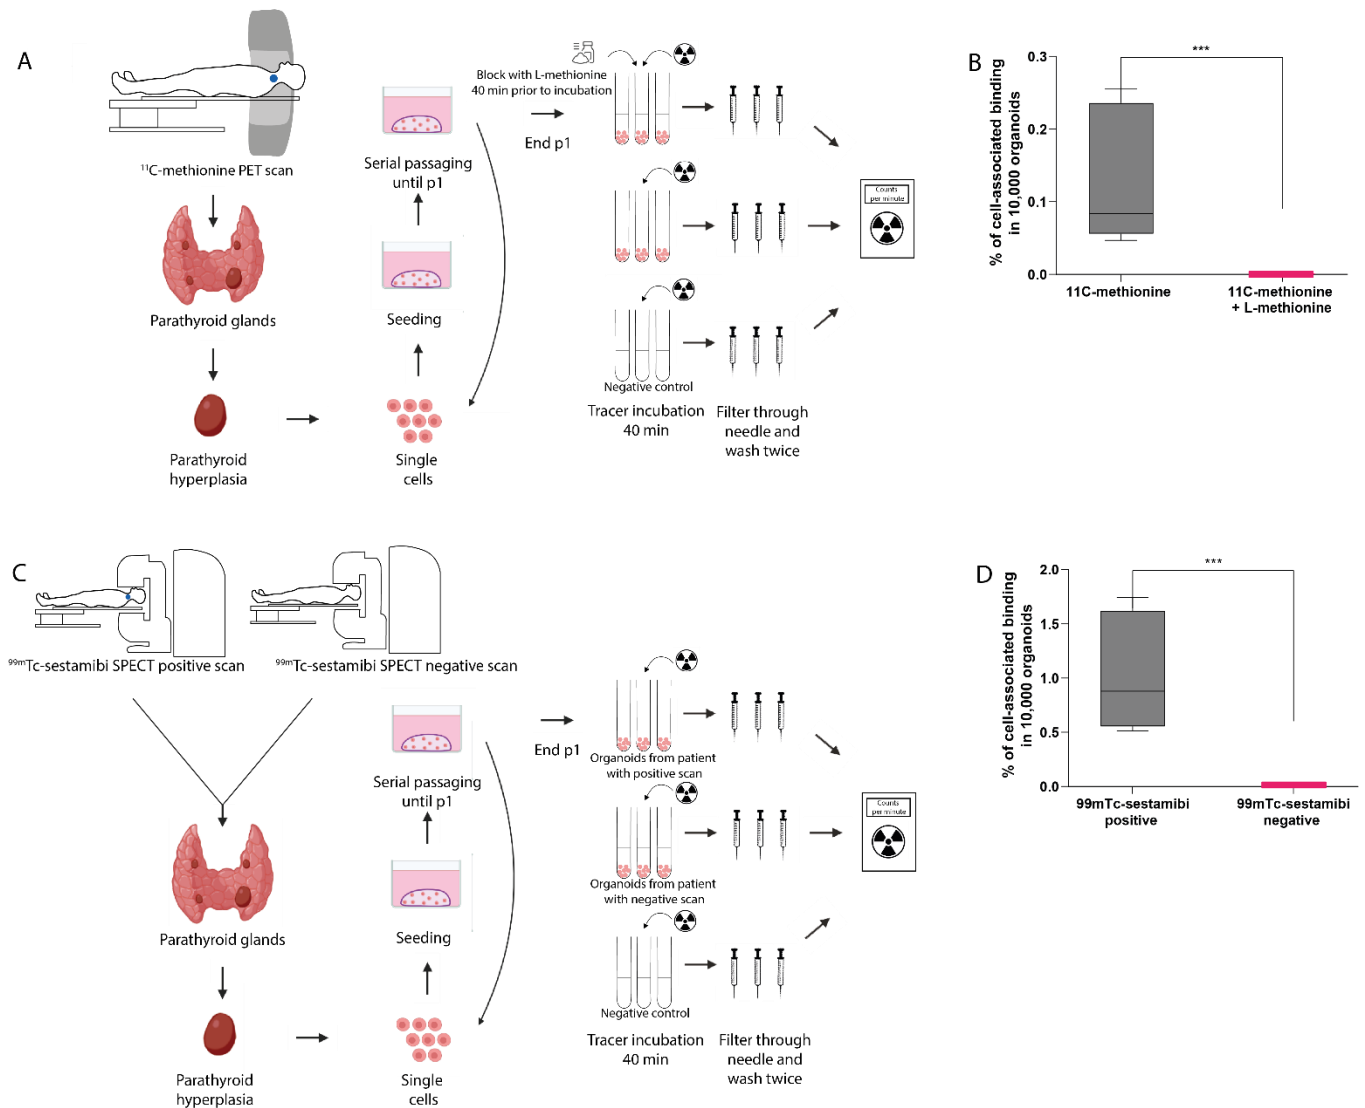 A
¹¹C-methionine PET scan
Parathyroid glands
Parathyroid
hyperplasia
Single
cells
Seeding
Serial passaging
until p1
End p1
Block with L-methionine
40 min prior to incubation
Negative control
Tracer incubation
40 min
Filter through
needle and
wash twice
Counts
per minute
B
% of cell-associated binding
in 10,000 organoids
0.3
0.2
0.1
0.0
***
11C-methionine
11C-methionine
+ L-methionine
C
⁹⁹ᵐTc-sestamibi SPECT positive scan
⁹⁹ᵐTc-sestamibi SPECT negative scan
Parathyroid glands
Parathyroid
hyperplasia
Single
cells
Seeding
Serial passaging
until p1
End p1
Organoids from patient
with positive scan
Organoids from patient
with negative scan
Negative control
Tracer incubation
40 min
Filter through
needle and
wash twice
Counts
per minute
D
% of cell-associated binding
in 10,000 organoids
2.0
1.5
1.0
0.5
0.0
***
99mTc-sestamibi
positive
99mTc-sestamibi
negative